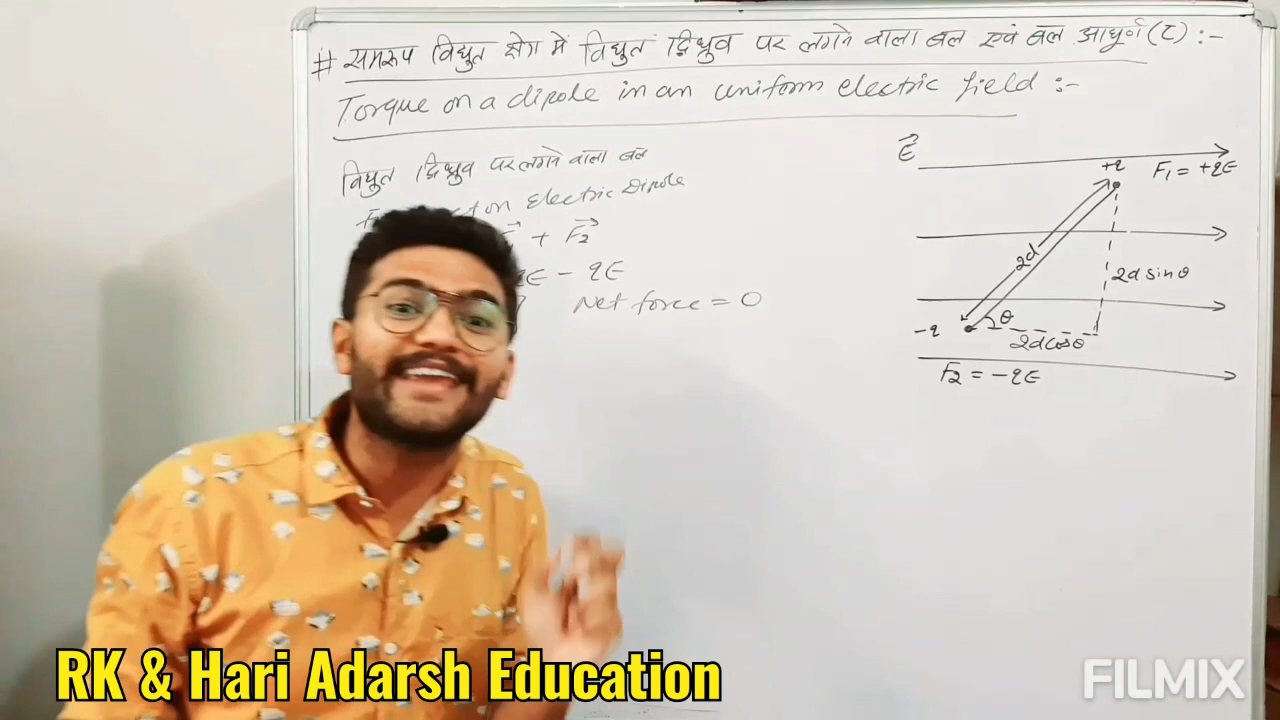 # समरुप विधुत क्षेत्र में विधुत द्विध्रुव पर लगने वाला बल एवं बल आघूर्ण (τ) :-
Torque on a dipole in an uniform electric field :-
विधुत द्विध्रुव पर लगने वाला बल
on Electric Dipole
+ F₂→
qE - qE
Net force = 0
E→
+q
F₁ = +qE
2d
2d sinθ
-q
θ
2d cosθ
F₂ = -qE
RK & Hari Adarsh Education
FILMIX